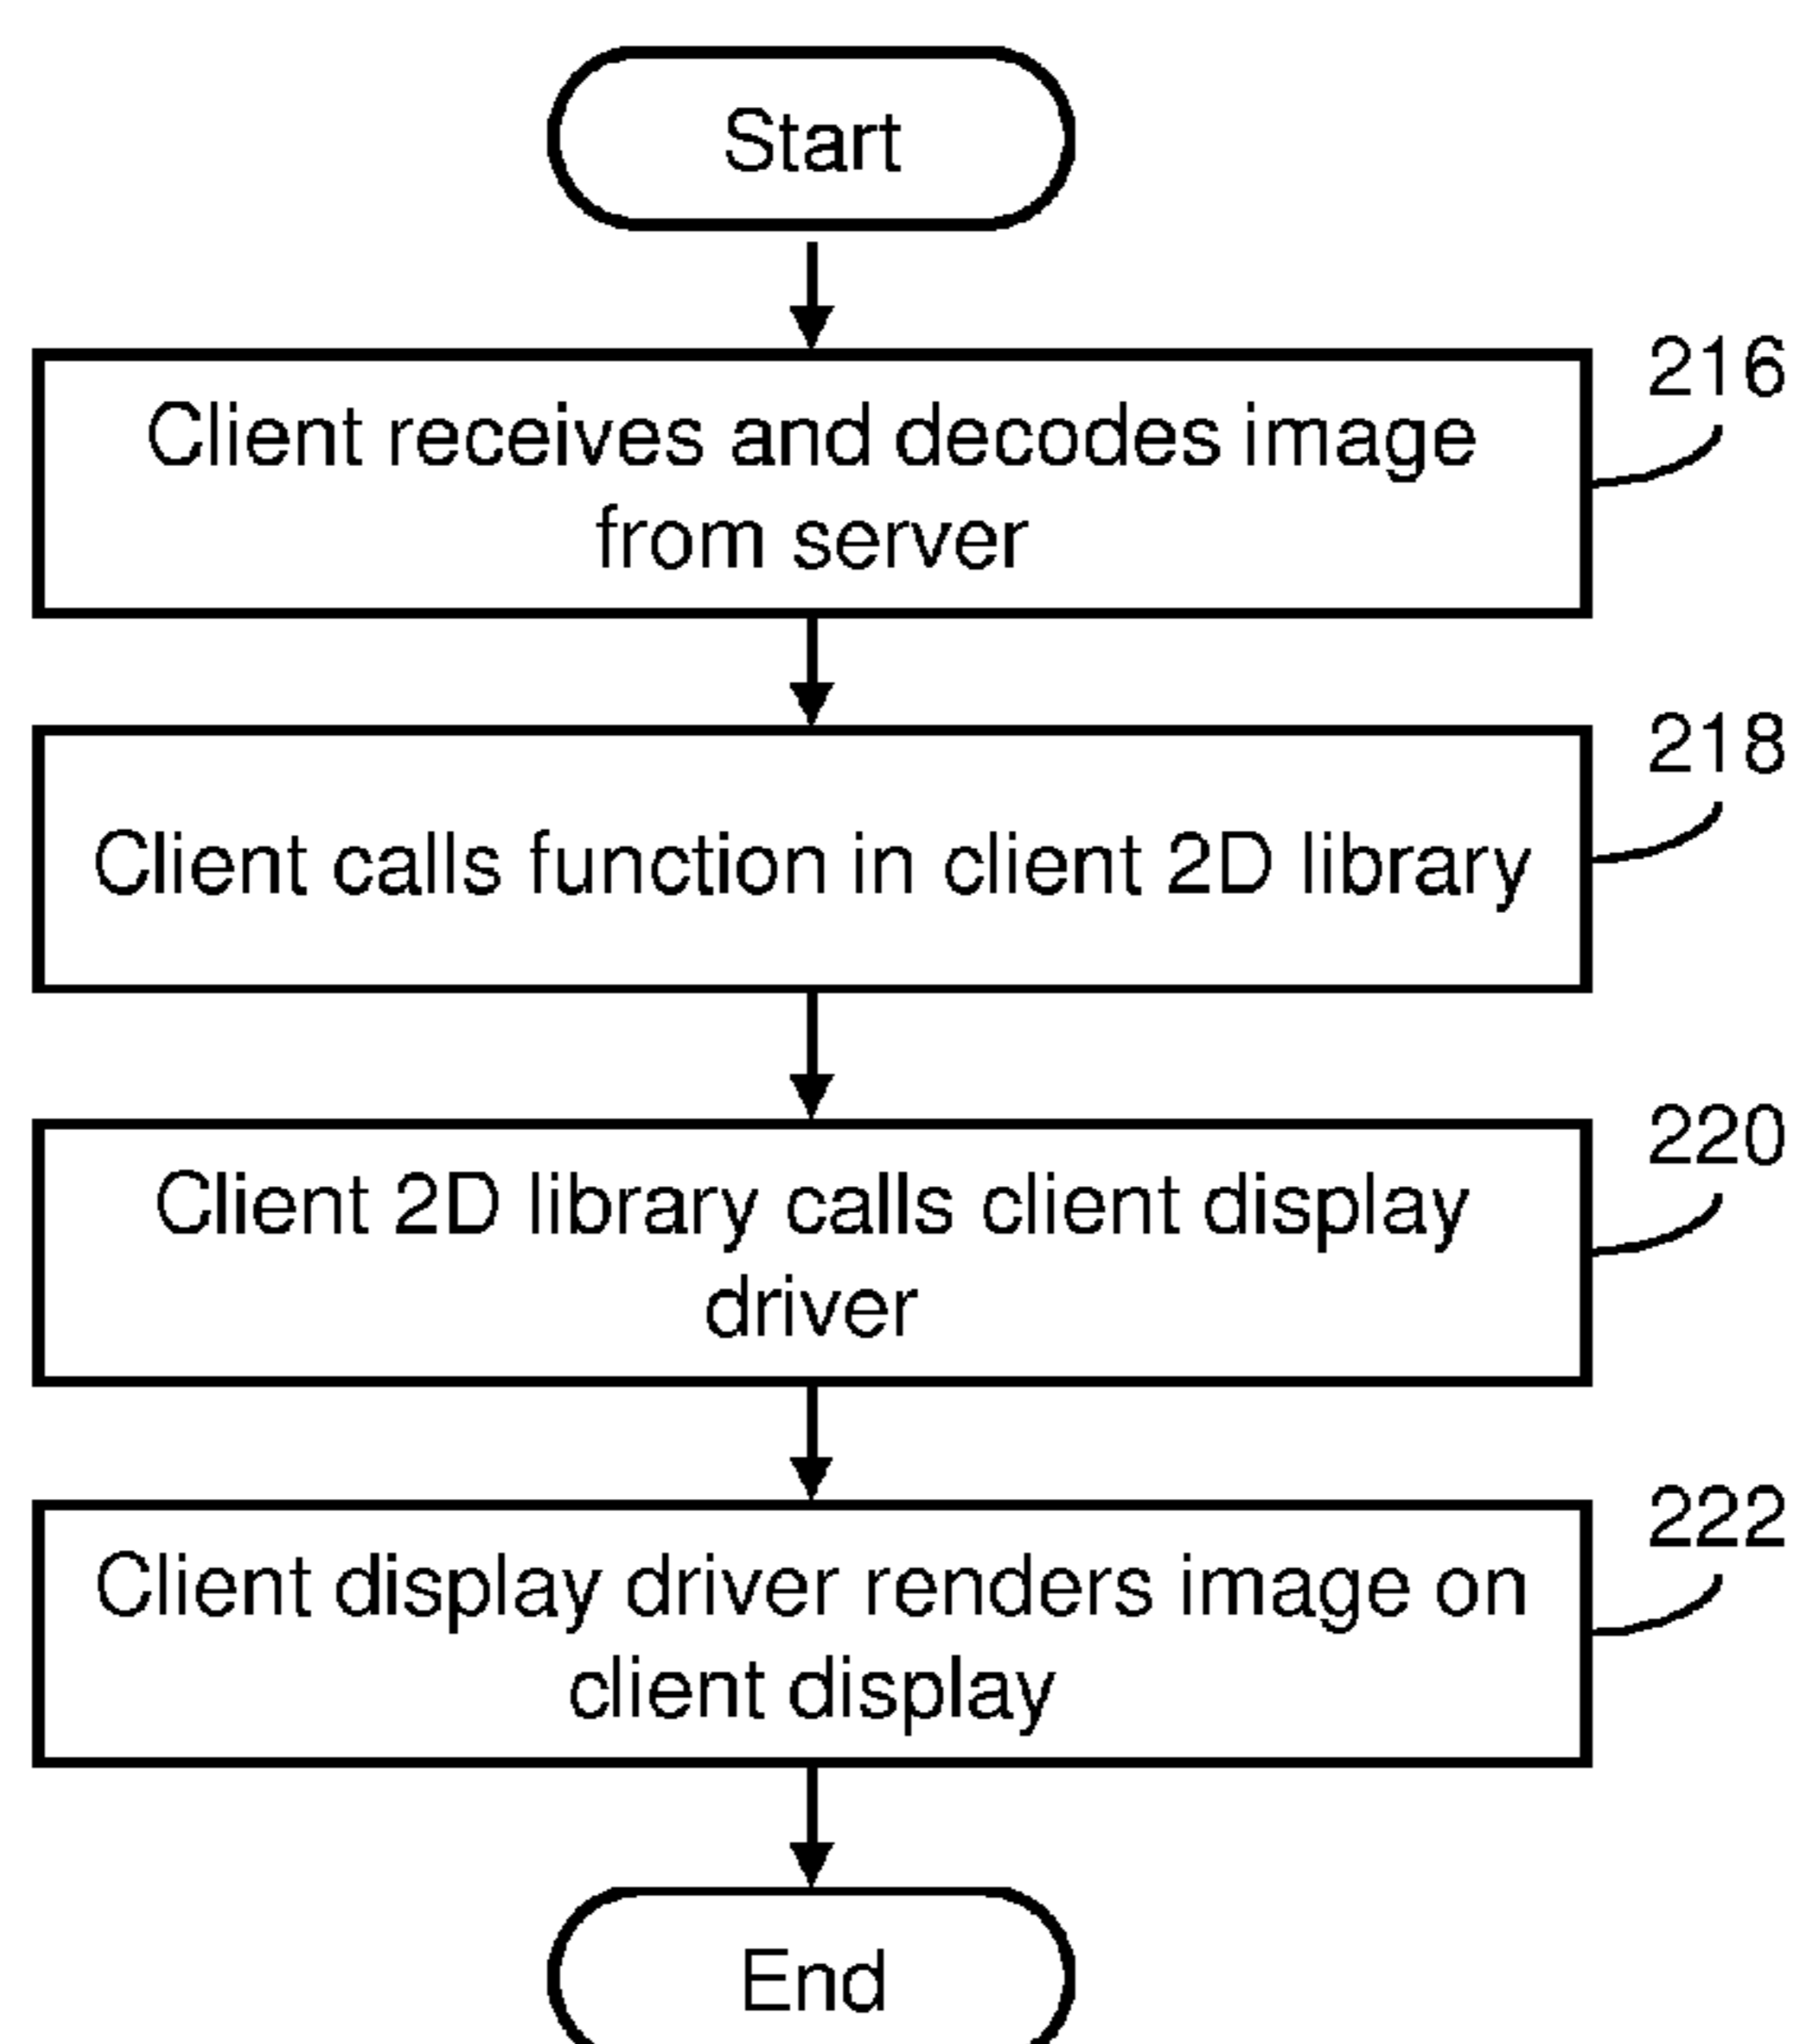 Start
216
Client receives and decodes image
from server
218
Client calls function in client 2D library
220
Client 2D library calls client display
driver
222
Client display driver renders image on
client display
End